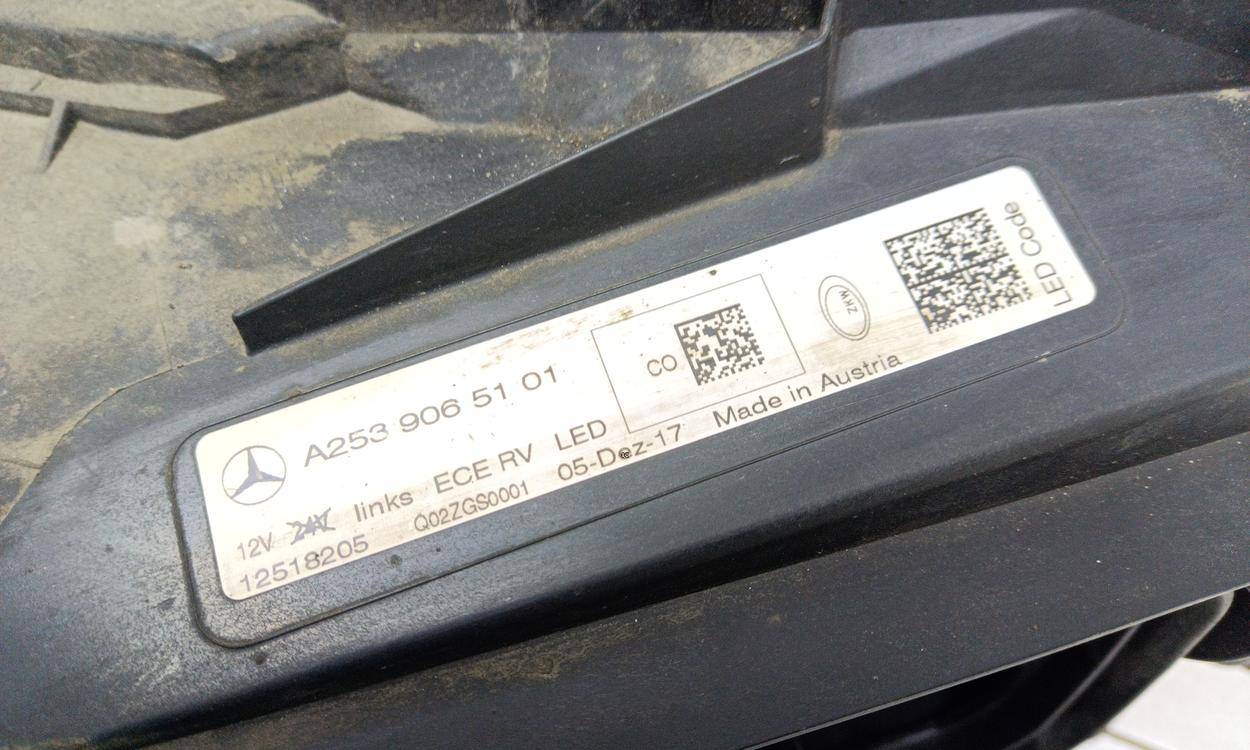 A253 906 51 01
CO
ZKW
LED Code
12V 24V links ECE RV LED
12518205 Q02ZGS0001 05-Dez-17 Made in Austria